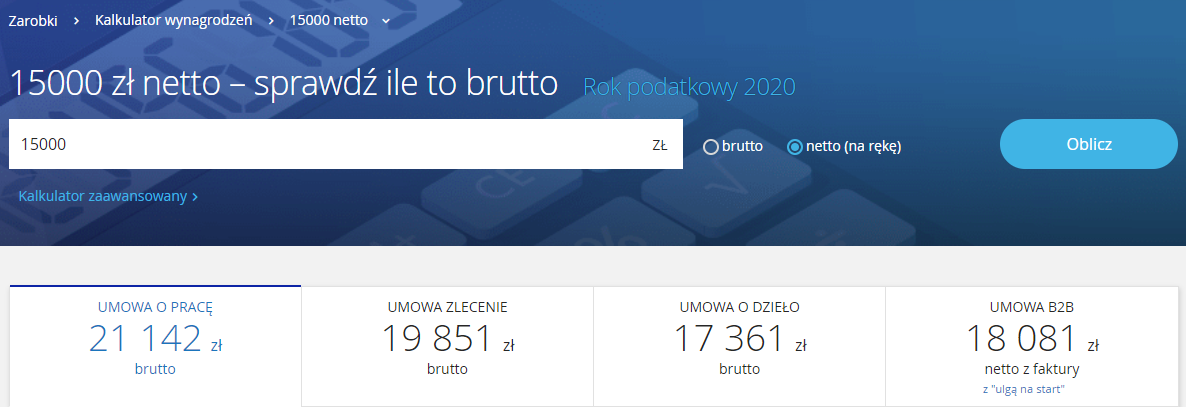 Zarobki > Kalkulator wynagrodzeń > 15000 netto
15000 zł netto – sprawdź ile to brutto Rok podatkowy 2020
15000 ZŁ brutto netto (na rękę) Oblicz
Kalkulator zaawansowany >
UMOWA O PRACĘ
21 142 zł
brutto
UMOWA ZLECENIE
19 851 zł
brutto
UMOWA O DZIEŁO
17 361 zł
brutto
UMOWA B2B
18 081 zł
netto z faktury
z "ulgą na start"